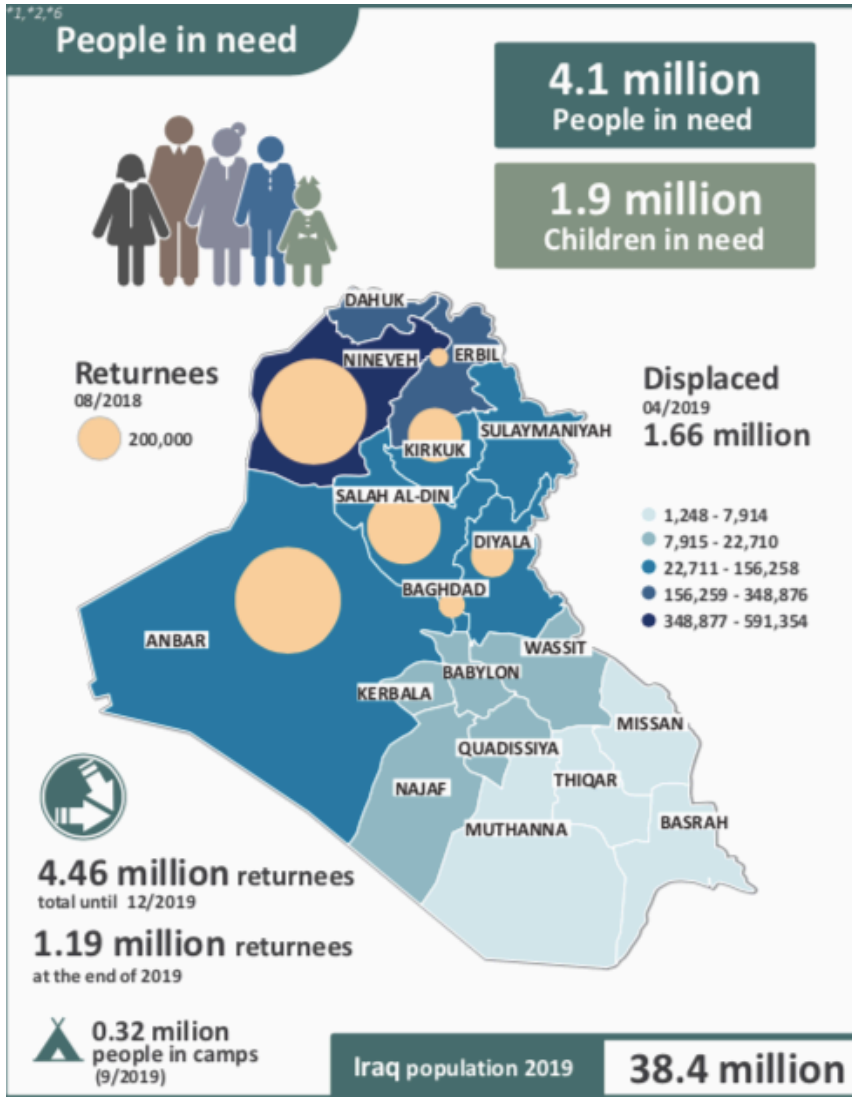 *1,*2,*6
People in need
4.1 million
People in need
1.9 million
Children in need
DAHUK
NINEVEH
ERBIL
Returnees
08/2018
200,000
Displaced
04/2019
1.66 million
SULAYMANIYAH
KIRKUK
SALAH AL-DIN
1,248 - 7,914
7,915 - 22,710
22,711 - 156,258
156,259 - 348,876
348,877 - 591,354
DIYALA
BAGHDAD
ANBAR
WASSIT
BABYLON
KERBALA
MISSAN
QUADISSIYA
THIQAR
NAJAF
MUTHANNA
BASRAH
4.46 million returnees
total until 12/2019
1.19 million returnees
at the end of 2019
0.32 milion
people in camps
(9/2019)
Iraq population 2019
38.4 million